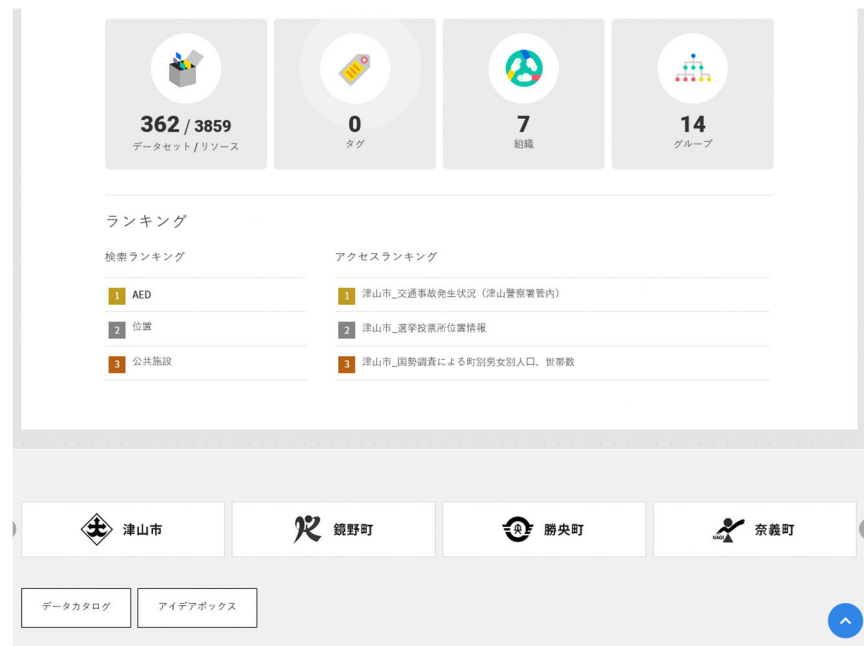 362 / 3859
データセット / リソース
0
タグ
7
組織
14
グループ
ランキング
検索ランキング
1 AED
2 位置
3 公共施設
アクセスランキング
1 津山市_交通事故発生状況（津山警察署管内）
2 津山市_選挙投票所位置情報
3 津山市_国勢調査による町別男女別人口、世帯数
津山市
鏡野町
勝央町
NAGI 奈義町
データカタログ
アイデアボックス